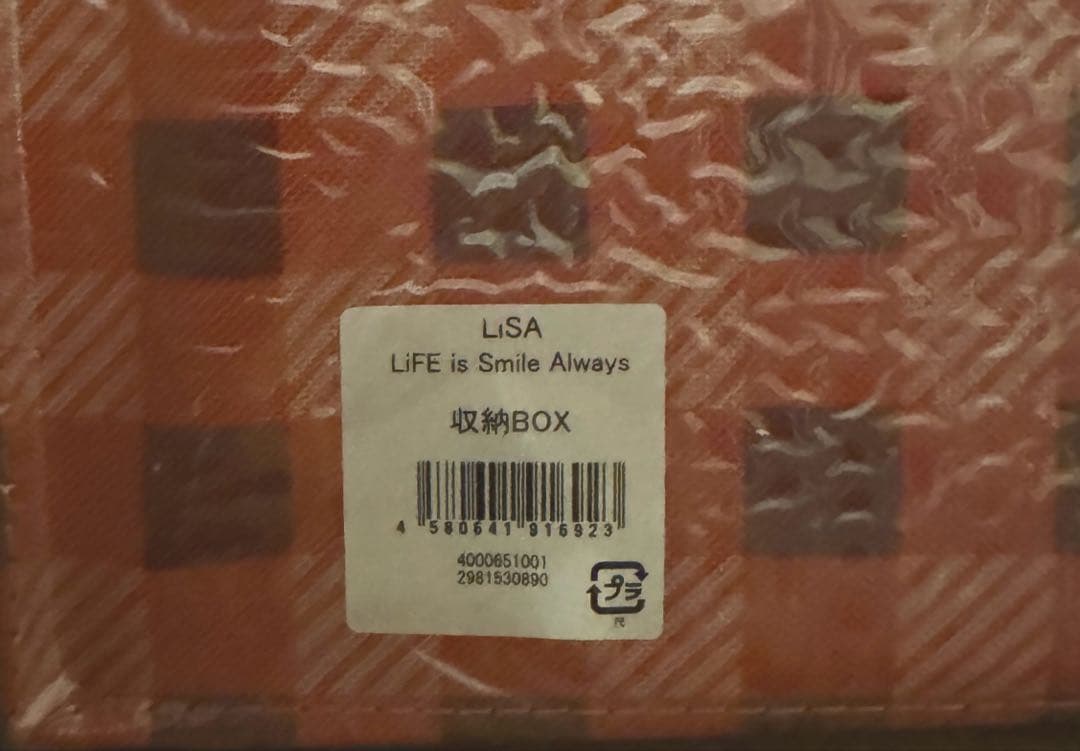 LiSA
LiFE is Smile Always
収納BOX
4 580641 916923
4000651001
2981530890
プラ